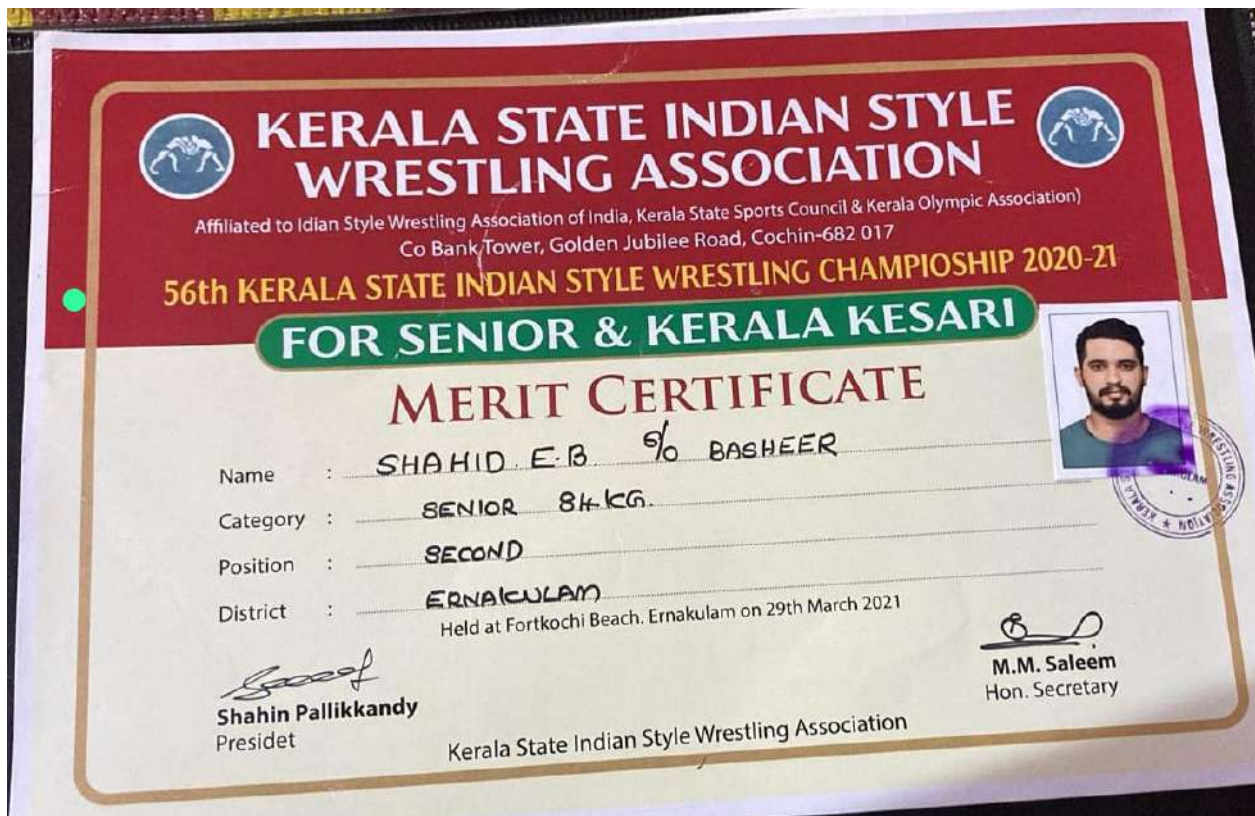 KERALA STATE INDIAN STYLE
WRESTLING ASSOCIATION
Affiliated to Idian Style Wrestling Association of India, Kerala State Sports Council & Kerala Olympic Association)
Co Bank Tower, Golden Jubilee Road, Cochin-682 017
56th KERALA STATE INDIAN STYLE WRESTLING CHAMPIOSHIP 2020-21
FOR SENIOR & KERALA KESARI
MERIT CERTIFICATE
Name : SHAHID. E.B. S/o BASHEER
Category : SENIOR 84 KG.
Position : SECOND
District : ERNAKULAM
Held at Fortkochi Beach. Ernakulam on 29th March 2021
Shahin Pallikkandy
Presidet
M.M. Saleem
Hon. Secretary
Kerala State Indian Style Wrestling Association
WRESTLING ASSOCIATION ★ KERALA